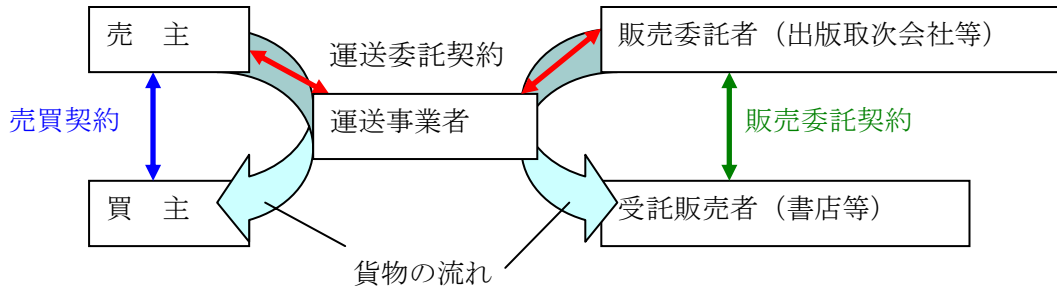 売　主
運送委託契約
販売委託者（出版取次会社等）
売買契約
運送事業者
販売委託契約
買　主
受託販売者（書店等）
貨物の流れ